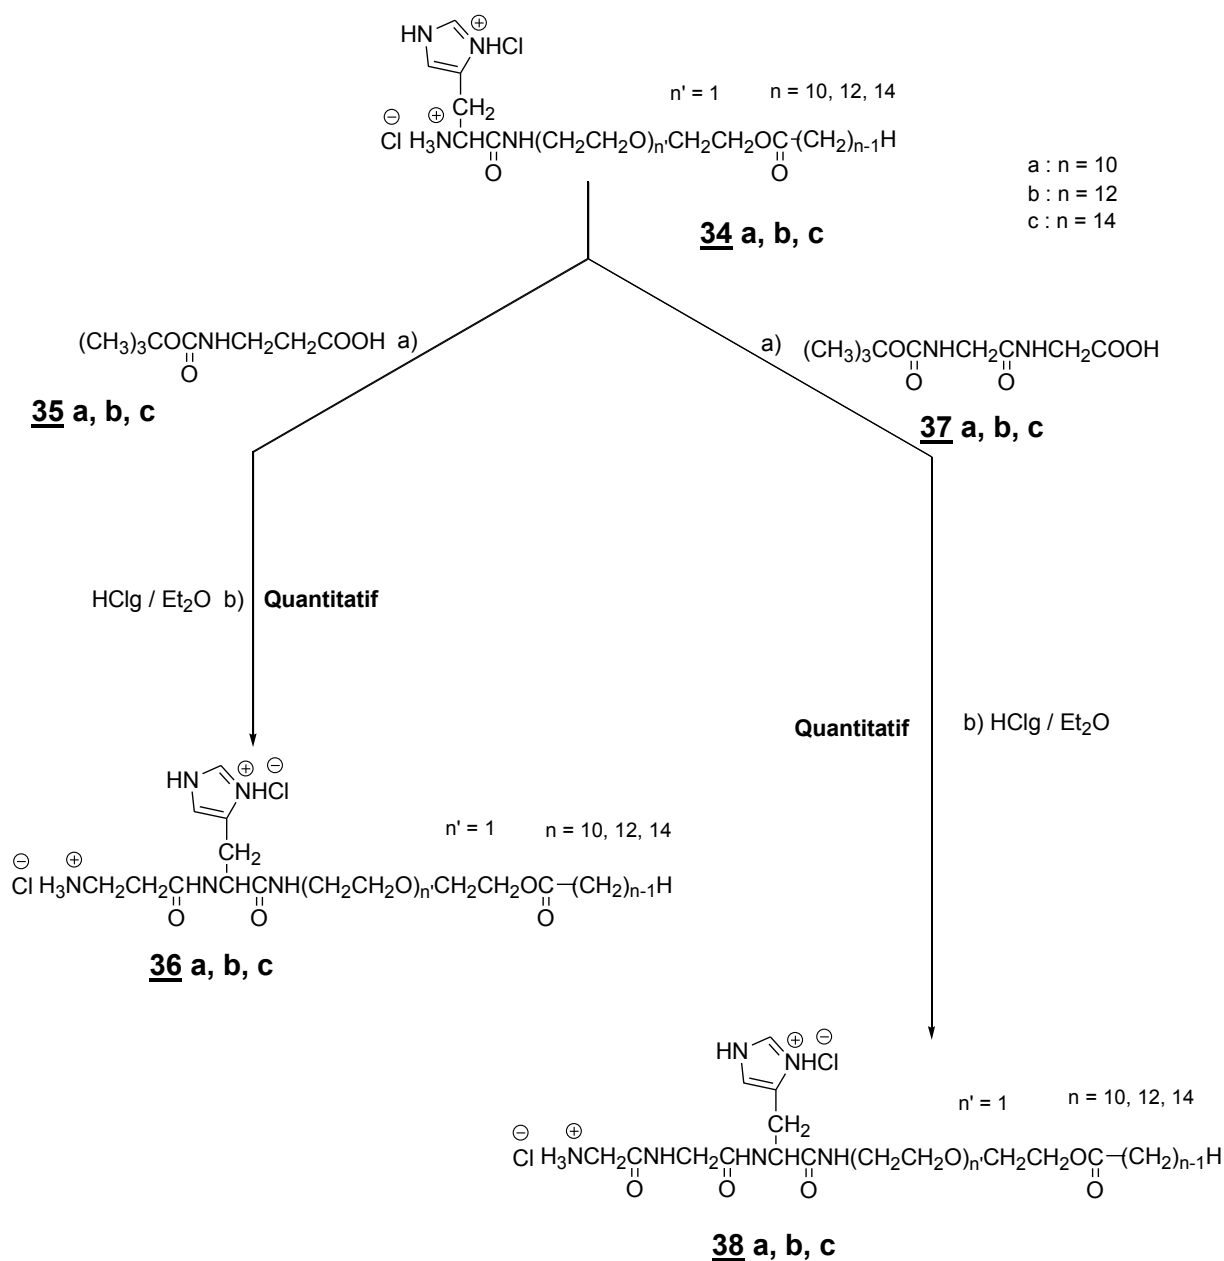 HN
⊕
NHCl
CH₂
n' = 1 n = 10, 12, 14
⊖ ⊕
Cl H₃NCHCNH(CH₂CH₂O)n'CH₂CH₂OC-(CH₂)n-1H
O O
a : n = 10
b : n = 12
c : n = 14
34 a, b, c
(CH₃)₃COCNHCH₂CH₂COOH a)
O
35 a, b, c
a) (CH₃)₃COCNHCH₂CNHCH₂COOH
O O
37 a, b, c
HClg / Et₂O b) Quantitatif
Quantitatif b) HClg / Et₂O
HN
⊕ ⊖
NHCl
CH₂
n' = 1 n = 10, 12, 14
⊖ ⊕
Cl H₃NCH₂CH₂CHNCHCNH(CH₂CH₂O)n'CH₂CH₂OC-(CH₂)n-1H
O O O
36 a, b, c
HN
⊕ ⊖
NHCl
CH₂
n' = 1 n = 10, 12, 14
⊖ ⊕
Cl H₃NCH₂CNHCH₂CHNCHCNH(CH₂CH₂O)n'CH₂CH₂OC-(CH₂)n-1H
O O O O
38 a, b, c